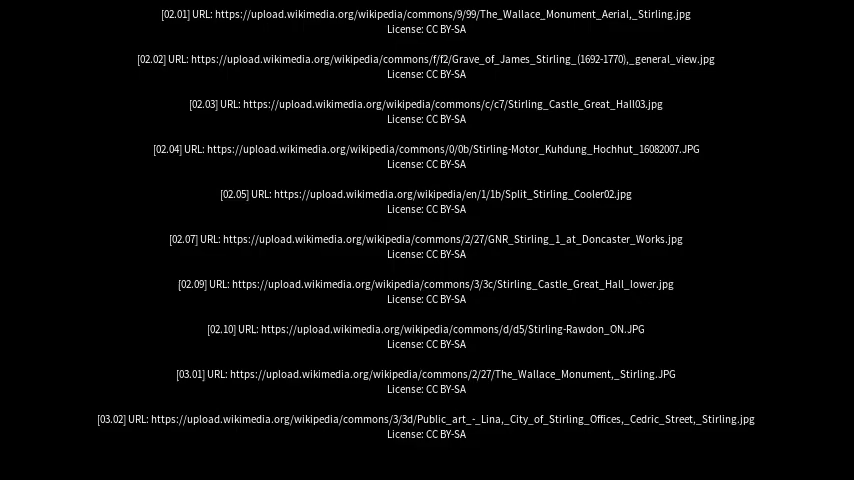 [02.01] URL: https://upload.wikimedia.org/wikipedia/commons/9/99/The_Wallace_Monument_Aerial,_Stirling.jpg
License: CC BY-SA
[02.02] URL: https://upload.wikimedia.org/wikipedia/commons/f/f2/Grave_of_James_Stirling_(1692-1770),_general_view.jpg
License: CC BY-SA
[02.03] URL: https://upload.wikimedia.org/wikipedia/commons/c/c7/Stirling_Castle_Great_Hall03.jpg
License: CC BY-SA
[02.04] URL: https://upload.wikimedia.org/wikipedia/commons/0/0b/Stirling-Motor_Kuhdung_Hochhut_16082007.JPG
License: CC BY-SA
[02.05] URL: https://upload.wikimedia.org/wikipedia/en/1/1b/Split_Stirling_Cooler02.jpg
License: CC BY-SA
[02.07] URL: https://upload.wikimedia.org/wikipedia/commons/2/27/GNR_Stirling_1_at_Doncaster_Works.jpg
License: CC BY-SA
[02.09] URL: https://upload.wikimedia.org/wikipedia/commons/3/3c/Stirling_Castle_Great_Hall_lower.jpg
License: CC BY-SA
[02.10] URL: https://upload.wikimedia.org/wikipedia/commons/d/d5/Stirling-Rawdon_ON.JPG
License: CC BY-SA
[03.01] URL: https://upload.wikimedia.org/wikipedia/commons/2/27/The_Wallace_Monument,_Stirling.JPG
License: CC BY-SA
[03.02] URL: https://upload.wikimedia.org/wikipedia/commons/3/3d/Public_art_-_Lina,_City_of_Stirling_Offices,_Cedric_Street,_Stirling.jpg
License: CC BY-SA